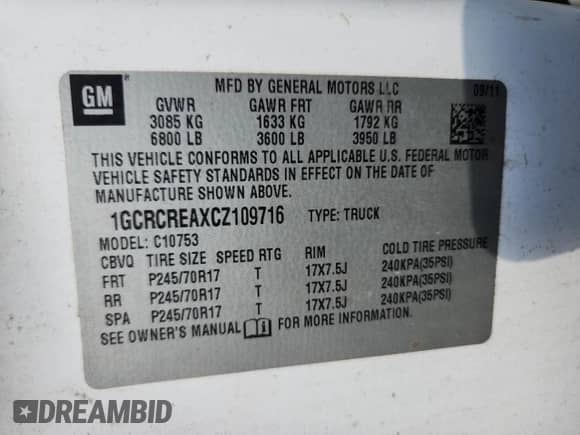 GM
MFD BY GENERAL MOTORS LLC 09/11
GVWR GAWR FRT GAWR RR
3085 KG 1633 KG 1792 KG
6800 LB 3600 LB 3950 LB
THIS VEHICLE CONFORMS TO ALL APPLICABLE U.S. FEDERAL MOTOR
VEHICLE SAFETY STANDARDS IN EFFECT ON THE DATE OF
MANUFACTURE SHOWN ABOVE.
1GCRCREAXCZ109716 TYPE: TRUCK
MODEL: C10753
CBVQ TIRE SIZE SPEED RTG RIM COLD TIRE PRESSURE
FRT P245/70R17 T 17X7.5J 240KPA(35PSI)
RR P245/70R17 T 17X7.5J 240KPA(35PSI)
SPA P245/70R17 T 17X7.5J 240KPA(35PSI)
SEE OWNER'S MANUAL FOR MORE INFORMATION.
DREAMBID